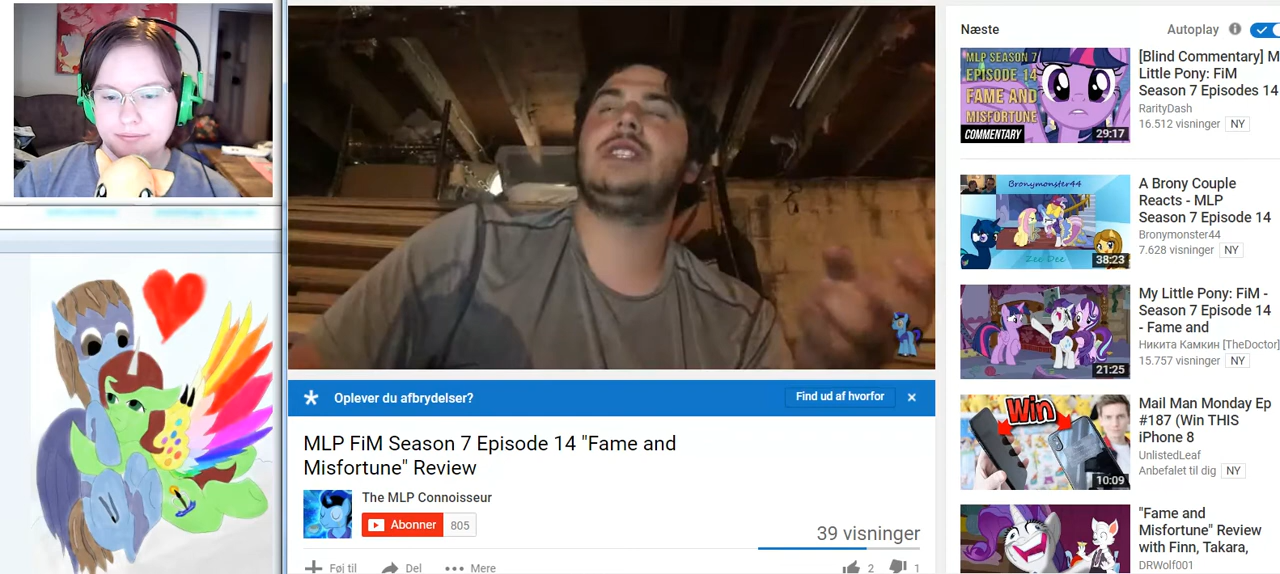 Oplever du afbrydelser?
Find ud af hvorfor
×
MLP FiM Season 7 Episode 14 "Fame and
Misfortune" Review
The MLP Connoisseur
Abonner
805
39 visninger
Føj til
Del
Mere
2
1
Næste
Autoplay
MLP SEASON 7
EPISODE 14
FAME AND
MISFORTUNE
COMMENTARY
29:17
[Blind Commentary] M
Little Pony: FiM
Season 7 Episodes 14
RarityDash
16.512 visninger
NY
Bronymonster44
Zee Dee
38:23
A Brony Couple
Reacts - MLP
Season 7 Episode 14
Bronymonster44
7.628 visninger
NY
21:25
My Little Pony: FiM -
Season 7 Episode 14
- Fame and
Никита Камкин [TheDoctor]
15.757 visninger
NY
Win
10:09
Mail Man Monday Ep
#187 (Win THIS
iPhone 8
UnlistedLeaf
Anbefalet til dig
NY
"Fame and
Misfortune" Review
with Finn, Takara,
DRWolf001